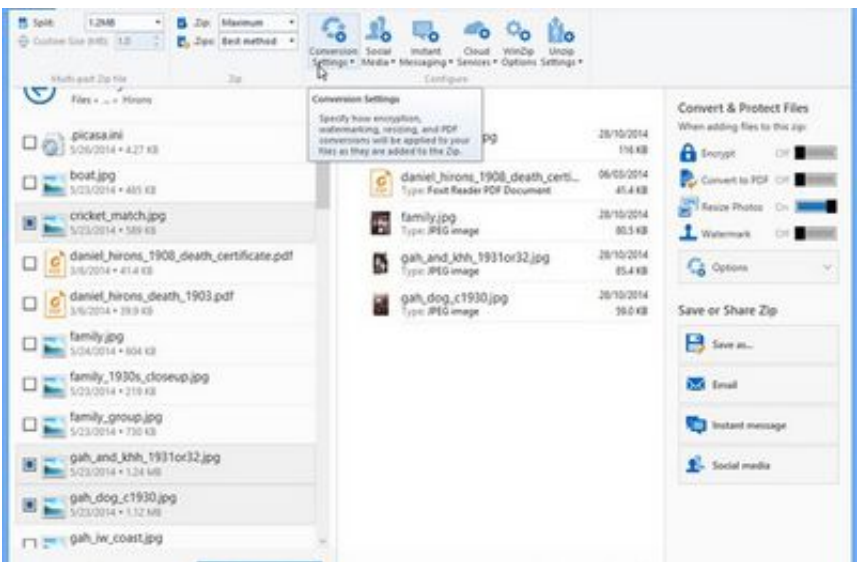 Split: 1.2MB
Zip: Maximum
Custom Size (MB): 1.0
Zipx: Best method
Conversion Settings
Social Media
Instant Messaging
Cloud Services
WinZip Options
Unzip Settings
Multi-part Zip file
Zip
Configure
Files ... Hirons
Conversion Settings
Specify how encryption,
watermarking, resizing, and PDF
conversions will be applied to your
files as they are added to the Zip.
.picasa.ini
5/26/2014 • 4.27 KB
boat.jpg
5/23/2014 • 465 KB
cricket_match.jpg
5/23/2014 • 589 KB
daniel_hirons_1908_death_certificate.pdf
3/6/2014 • 41.4 KB
daniel_hirons_death_1903.pdf
3/6/2014 • 39.9 KB
family.jpg
5/24/2014 • 604 KB
family_1930s_closeup.jpg
5/23/2014 • 219 KB
family_group.jpg
5/23/2014 • 730 KB
gah_and_khh_1931or32.jpg
5/23/2014 • 1.24 MB
gah_dog_c1930.jpg
5/23/2014 • 1.12 MB
gah_iw_coast.jpg
28/10/2014
116 KB
daniel_hirons_1908_death_certi... 06/03/2014
Type: Foxit Reader PDF Document 41.4 KB
family.jpg 28/10/2014
Type: JPEG image 80.5 KB
gah_and_khh_1931or32.jpg 28/10/2014
Type: JPEG image 85.4 KB
gah_dog_c1930.jpg 28/10/2014
Type: JPEG image 59.0 KB
Convert & Protect Files
When adding files to this zip:
Encrypt Off
Convert to PDF Off
Resize Photos On
Watermark Off
Options
Save or Share Zip
Save as...
Email
Instant message
Social media